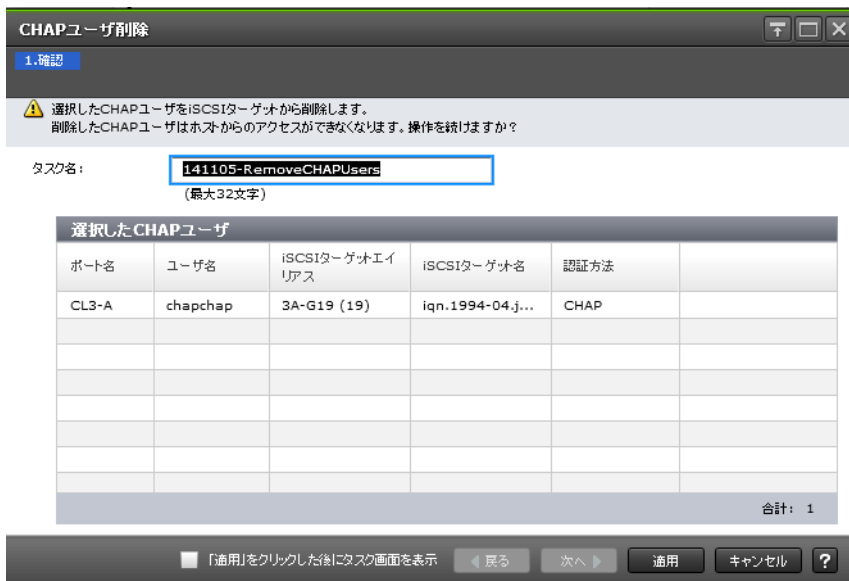 CHAPユーザ削除
1.確認
選択したCHAPユーザをiSCSIターゲットから削除します。
削除したCHAPユーザはホストからのアクセスができなくなります。操作を続けますか？
タスク名：
141105-RemoveCHAPUsers
(最大32文字)
選択したCHAPユーザ
ポート名 ユーザ名 iSCSIターゲットエイリアス iSCSIターゲット名 認証方法
CL3-A chapchap 3A-G19 (19) iqn.1994-04.j... CHAP
合計： 1
「適用」をクリックした後にタスク画面を表示 戻る 次へ 適用 キャンセル ?